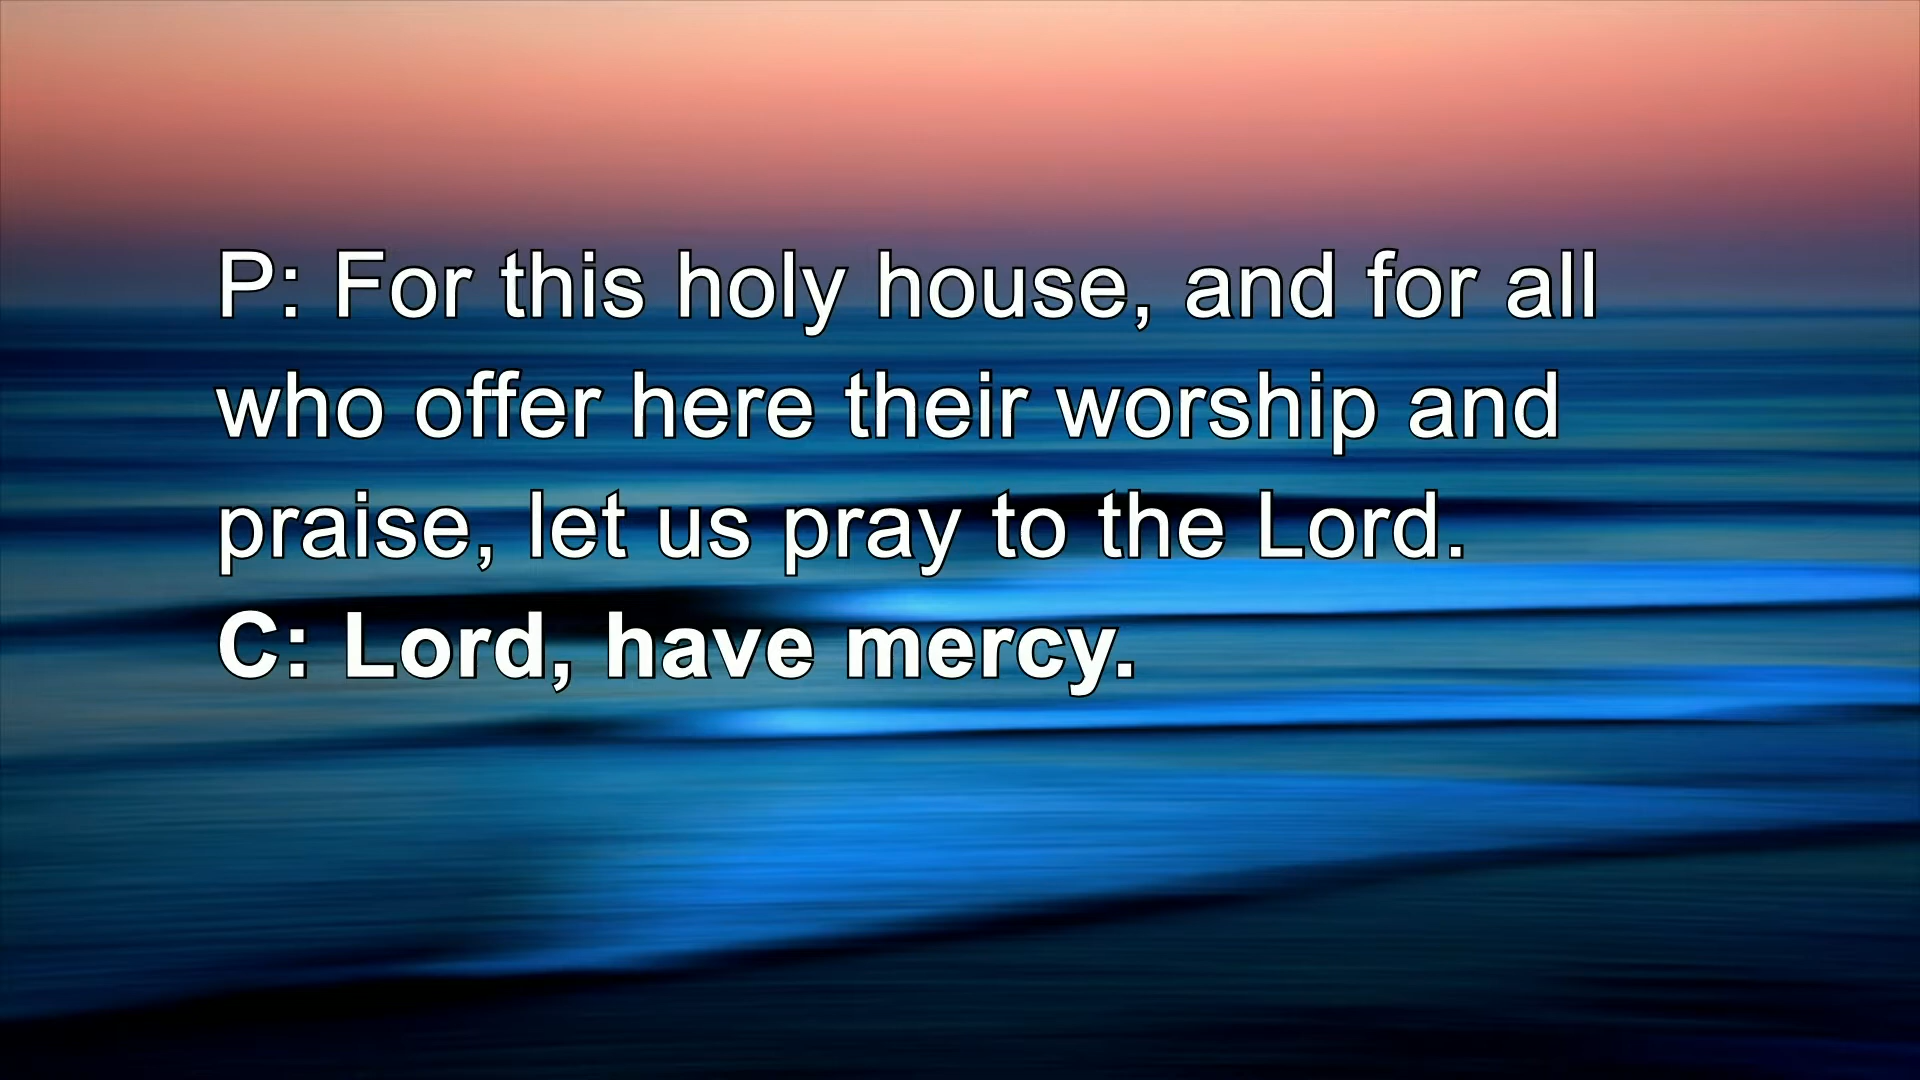 P: For this holy house, and for all
who offer here their worship and
praise, let us pray to the Lord.
C: Lord, have mercy.